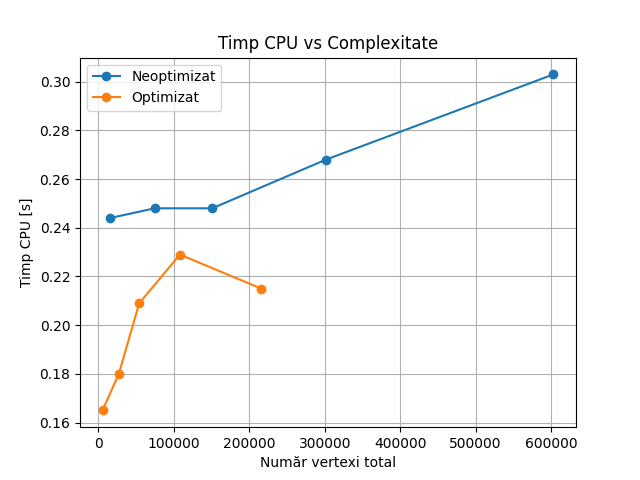 Timp CPU vs Complexitate
Neoptimizat
Optimizat
Timp CPU [s]
0.30
0.28
0.26
0.24
0.22
0.20
0.18
0.16
0 100000 200000 300000 400000 500000 600000
Număr vertexi total